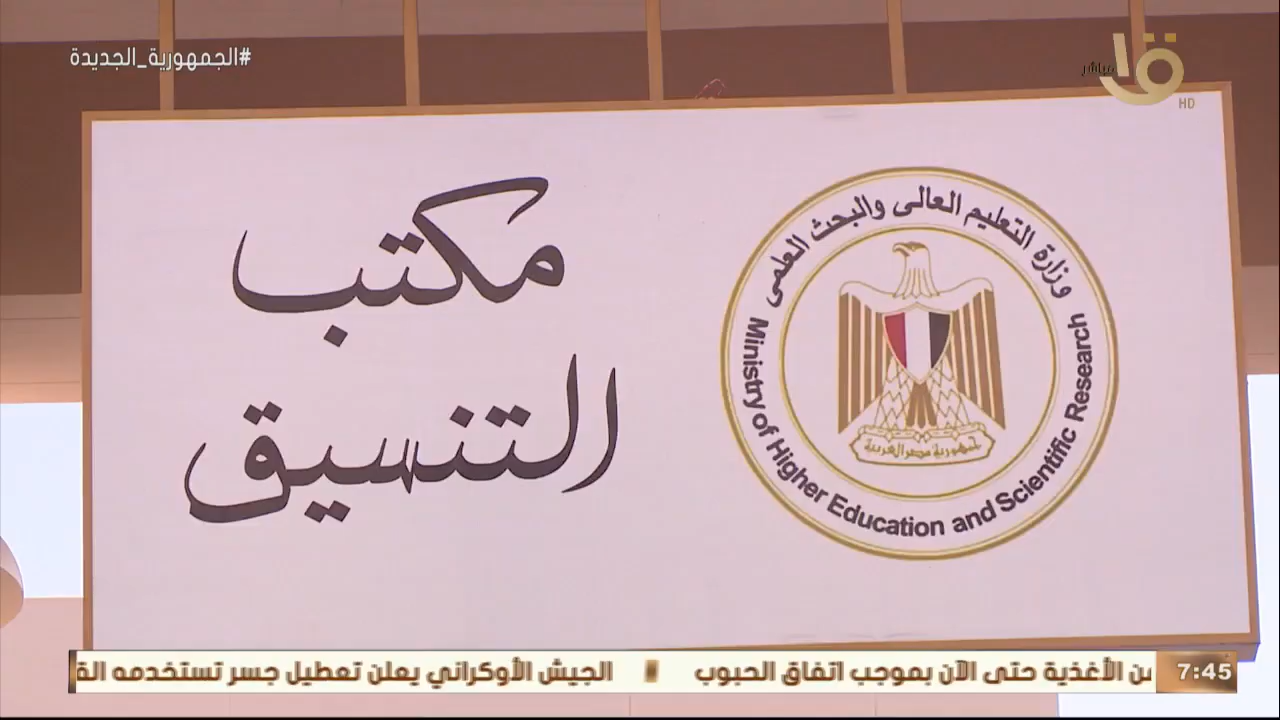 #الجمهورية_الجديدة
مباشر
HD
مكتب
التنسيق
وزارة التعليم العالى والبحث العلمى
جمهورية مصر العربية
Ministry of Higher Education and Scientific Research
7:45
الأغذية حتى الآن بموجب اتفاق الحبوب
الجيش الأوكراني يعلن تعطيل جسر تستخدمه